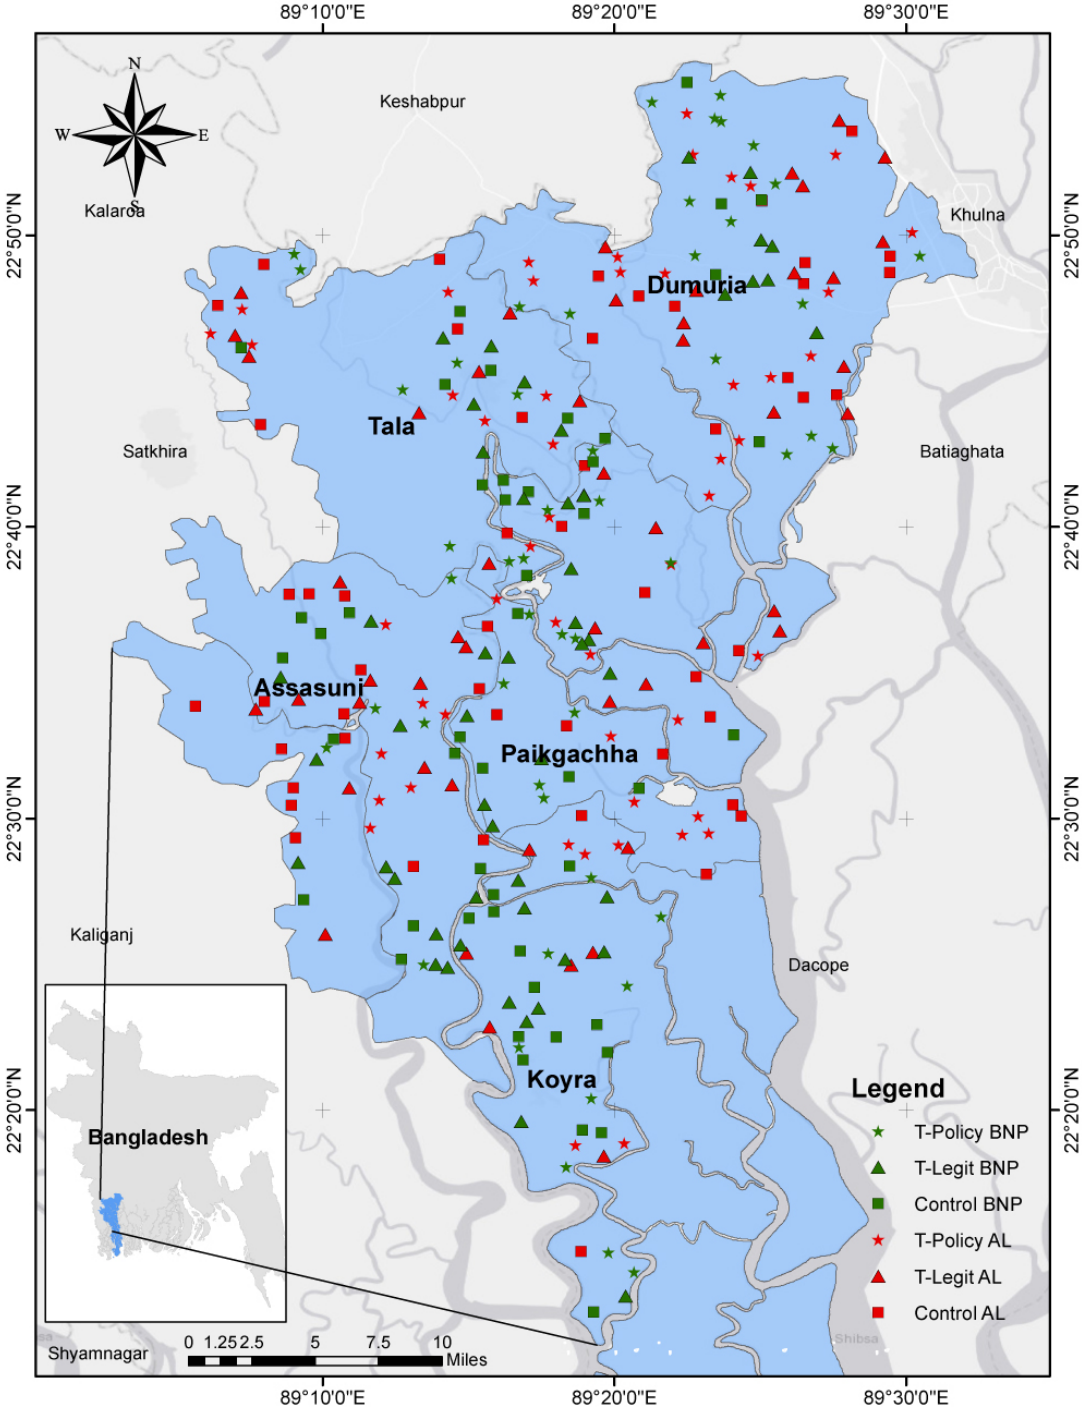 89°10'0"E 89°20'0"E 89°30'0"E
N
W E
S
Keshabpur
Kalaroa
Khulna
22°50'0"N 22°50'0"N
Dumuria
Tala
Satkhira
Batiaghata
22°40'0"N 22°40'0"N
Assasuni
Paikgachha
22°30'0"N 22°30'0"N
Kaliganj
Dacope
Koyra
22°20'0"N 22°20'0"N
Bangladesh
Legend
T-Policy BNP
T-Legit BNP
Control BNP
T-Policy AL
T-Legit AL
Control AL
Shibsa
Shyamnagar
0 1.25 2.5 5 7.5 10
Miles
89°10'0"E 89°20'0"E 89°30'0"E